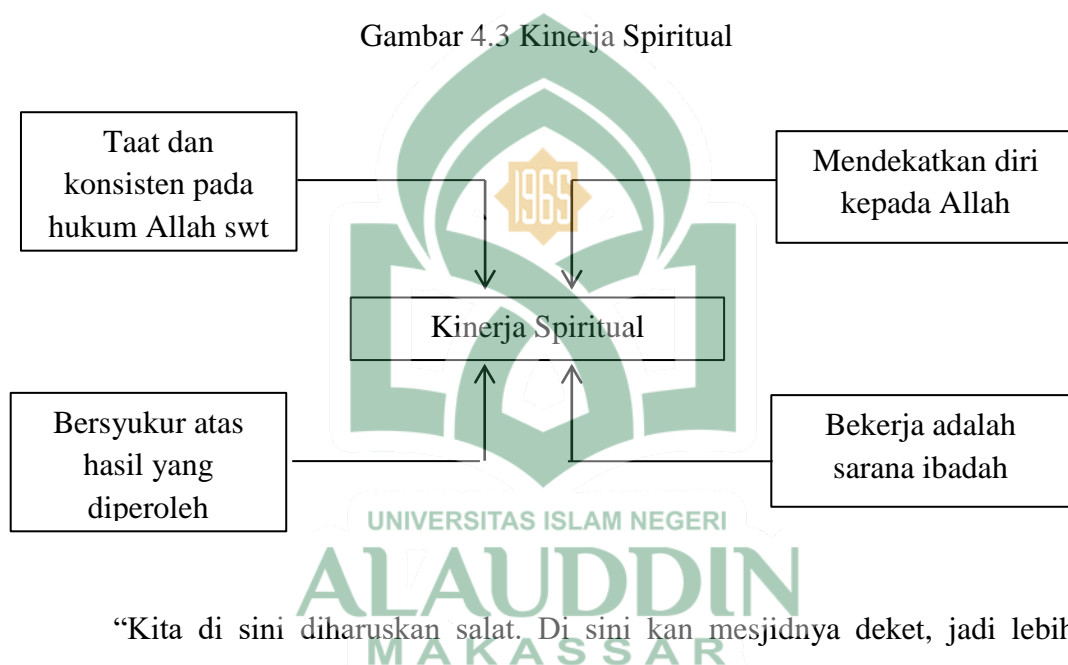 Gambar 4.3 Kinerja Spiritual
Taat dan
konsisten pada
hukum Allah swt
Mendekatkan diri
kepada Allah
1969
Kinerja Spiritual
Bersyukur atas
hasil yang
diperoleh
Bekerja adalah
sarana ibadah
UNIVERSITAS ISLAM NEGERI
ALAUDDIN
“Kita di sini diharuskan salat. Di sini kan mesjidnya deket, jadi lebih
MAKASSAR